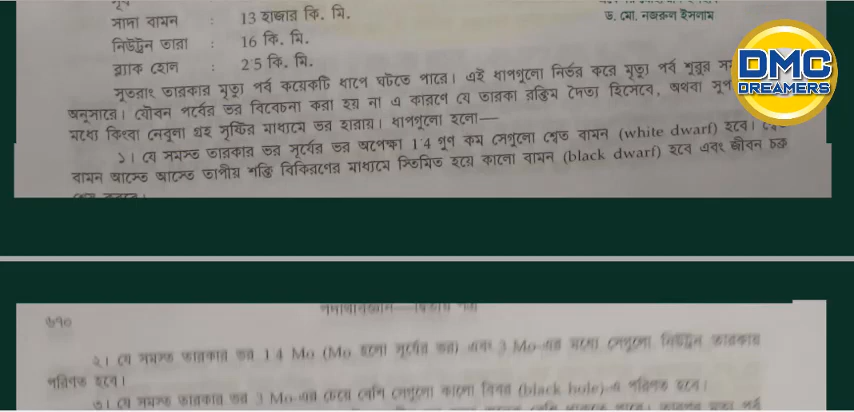 সাদা বামন : 13 হাজার কি. মি.
ড. মো. নজরুল ইসলাম
নিউট্রন তারা : 16 কি. মি.
ব্ল্যাক হোল : 2·5 কি. মি.
সুতরাং তারকার মৃত্যু পর্ব কয়েকটি ধাপে ঘটতে পারে। এই ধাপগুলো নির্ভর করে মৃত্যু পর্ব শুরুর
অনুসারে। যৌবন পর্বের ভর বিবেচনা করা হয় না এ কারণে যে তারকা রক্তিম দৈত্য হিসেবে, অথবা
মধ্যে কিংবা নেবুলা গ্রহ সৃষ্টির মাধ্যমে ভর হারায়। ধাপগুলো হলো—
১। যে সমস্ত তারকার ভর সূর্যের ভর অপেক্ষা 1·4 গুণ কম সেগুলো শ্বেত বামন (white dwarf) হবে।
বামন আস্তে আস্তে তাপীয় শক্তি বিকিরণের মাধ্যমে স্তিমিত হয়ে কালো বামন (black dwarf) হবে এবং জীবন চক্র
DMC
DREAMERS
৬৭০
২। যে সমস্ত তারকার ভর 1·4 Mo (Mo হলো সূর্যের ভর) এবং 3 Mo-এর মধ্যে সেগুলো নিউট্রন তারকায়
পরিণত হবে।
৩। যে সমস্ত তারকার ভর 3 Mo-এর চেয়ে বেশি সেগুলো কালো বিবর (black hole)-এ পরিণত হবে।